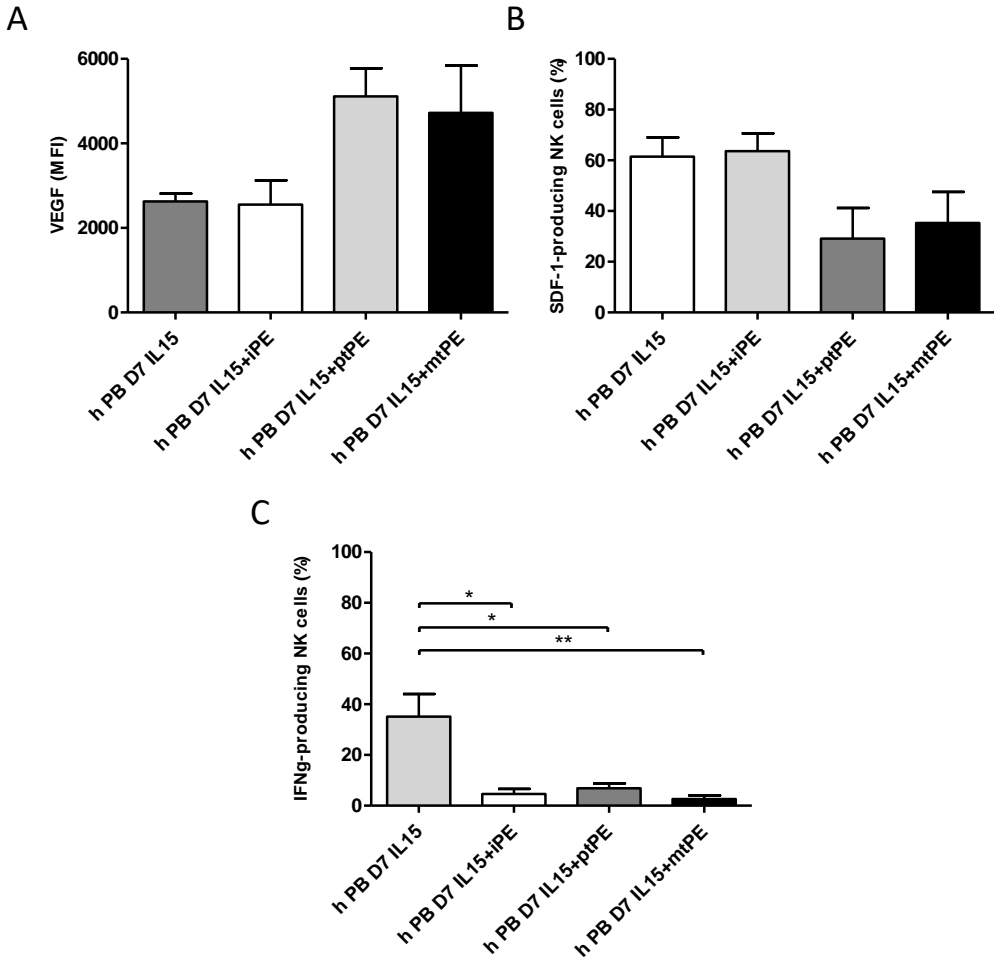 A
VEGF (MFI)
6000
4000
2000
0
h PB D7 IL15
h PB D7 IL15+iPE
h PB D7 IL15+ptPE
h PB D7 IL15+mtPE
B
SDF-1-producing NK cells (%)
100
80
60
40
20
0
h PB D7 IL15
h PB D7 IL15+iPE
h PB D7 IL15+ptPE
h PB D7 IL15+mtPE
C
IFNg-producing NK cells (%)
100
80
60
40
20
0
*
*
**
h PB D7 IL15
h PB D7 IL15+iPE
h PB D7 IL15+ptPE
h PB D7 IL15+mtPE